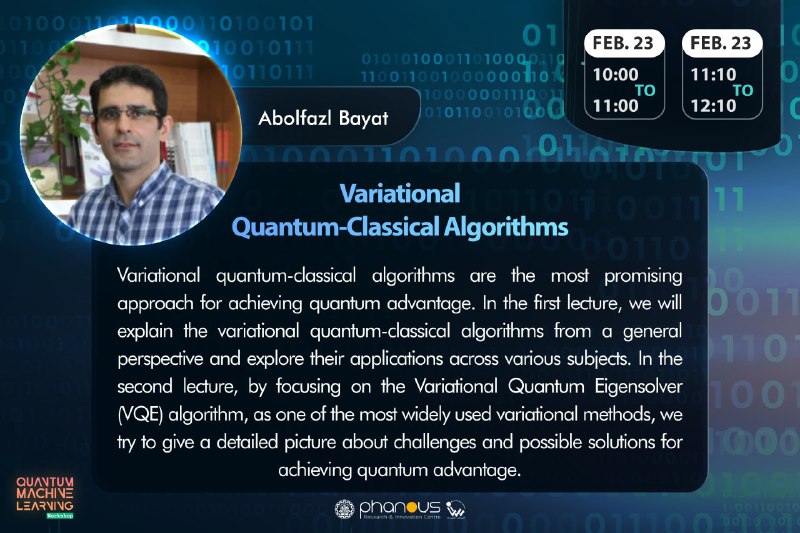 FEB. 23
10:00
TO
11:00
FEB. 23
11:10
TO
12:10
Abolfazl Bayat
Variational
Quantum-Classical Algorithms
Variational quantum-classical algorithms are the most promising
approach for achieving quantum advantage. In the first lecture, we will
explain the variational quantum-classical algorithms from a general
perspective and explore their applications across various subjects. In the
second lecture, by focusing on the Variational Quantum Eigensolver
(VQE) algorithm, as one of the most widely used variational methods, we
try to give a detailed picture about challenges and possible solutions for
achieving quantum advantage.
QUANTUM
MACHINE
LEARNING
Workshop
phanous
Research & Innovation Centre